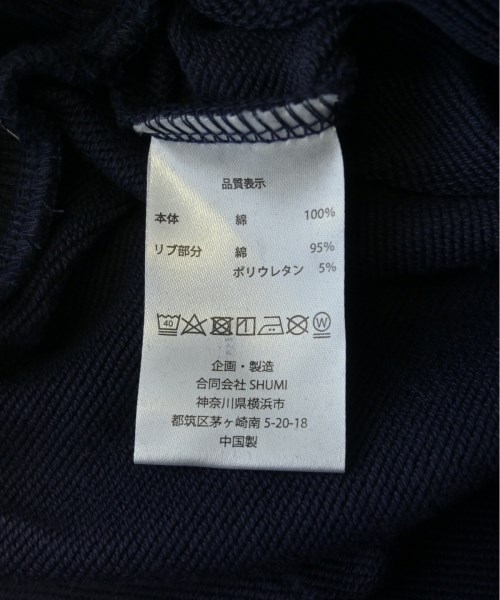 品質表示
本体 綿 100%
リブ部分 綿 95%
ポリウレタン 5%
40 W
企画・製造
合同会社 SHUMI
神奈川県横浜市
都筑区茅ヶ崎南 5-20-18
中国製